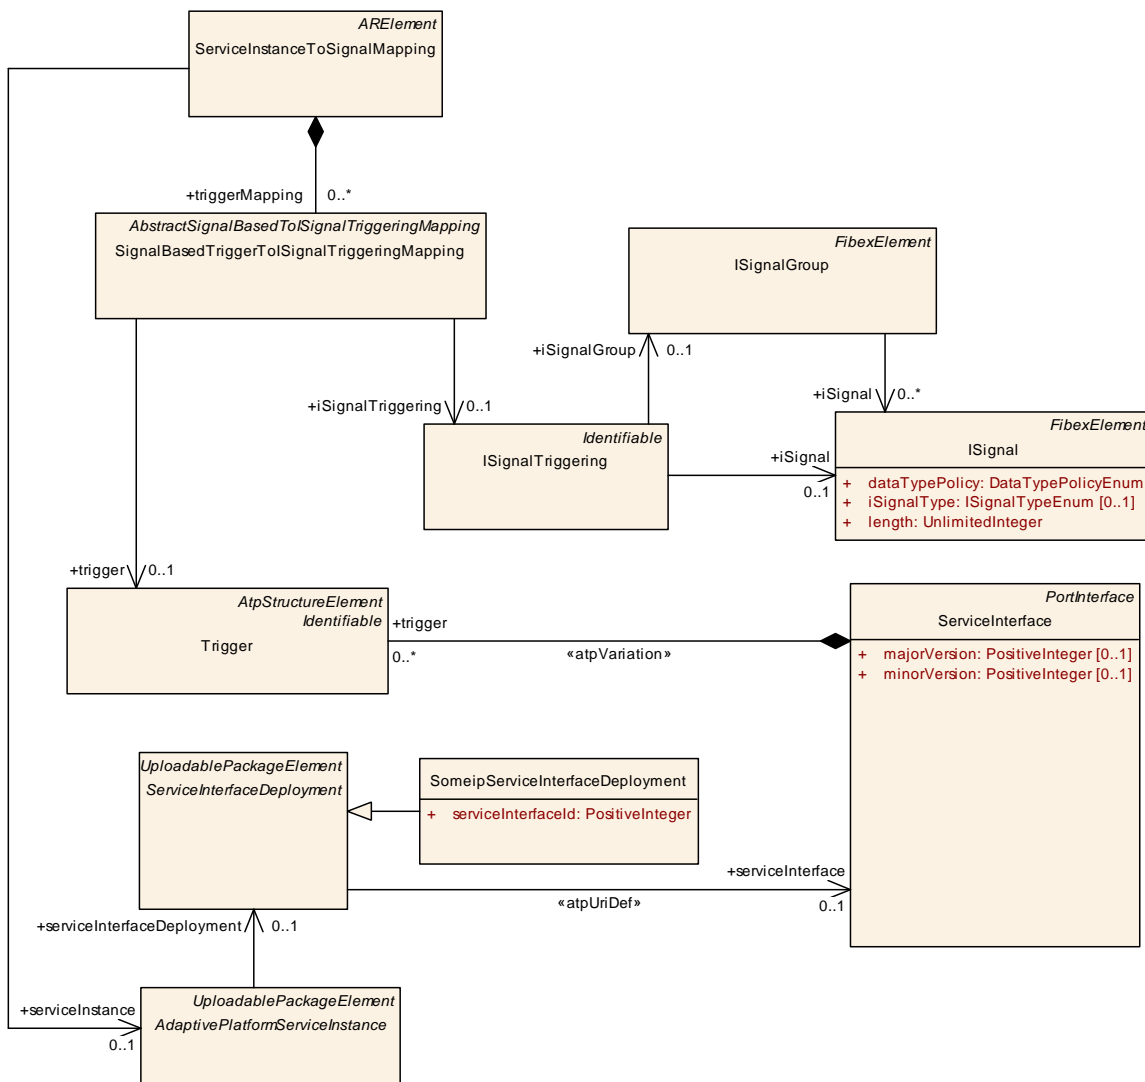 ARElement
ServiceInstanceToSignalMapping
+triggerMapping 0..*
AbstractSignalBasedToISignalTriggeringMapping
SignalBasedTriggerToISignalTriggeringMapping
FibexElement
ISignalGroup
+iSignalGroup 0..1
+iSignal 0..*
+iSignalTriggering 0..1
Identifiable
ISignalTriggering
+iSignal
0..1
FibexElement
ISignal
+ dataTypePolicy: DataTypePolicyEnum
+ iSignalType: ISignalTypeEnum [0..1]
+ length: UnlimitedInteger
+trigger 0..1
AtpStructureElement
Identifiable
Trigger
+trigger
0..*
«atpVariation»
PortInterface
ServiceInterface
+ majorVersion: PositiveInteger [0..1]
+ minorVersion: PositiveInteger [0..1]
UploadablePackageElement
ServiceInterfaceDeployment
SomeipServiceInterfaceDeployment
+ serviceInterfaceId: PositiveInteger
+serviceInterface
0..1
«atpUriDef»
+serviceInterfaceDeployment 0..1
+serviceInstance
0..1
UploadablePackageElement
AdaptivePlatformServiceInstance